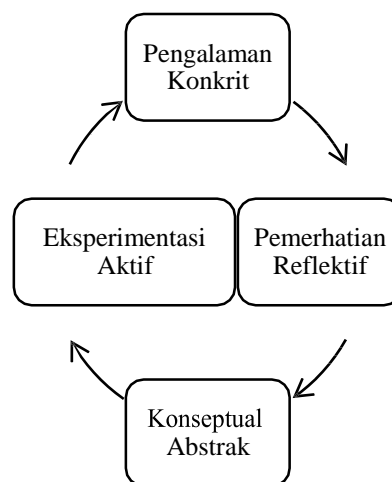 Pengalaman
Konkrit
Eksperimentasi
Aktif
Pemerhatian
Reflektif
Konseptual
Abstrak